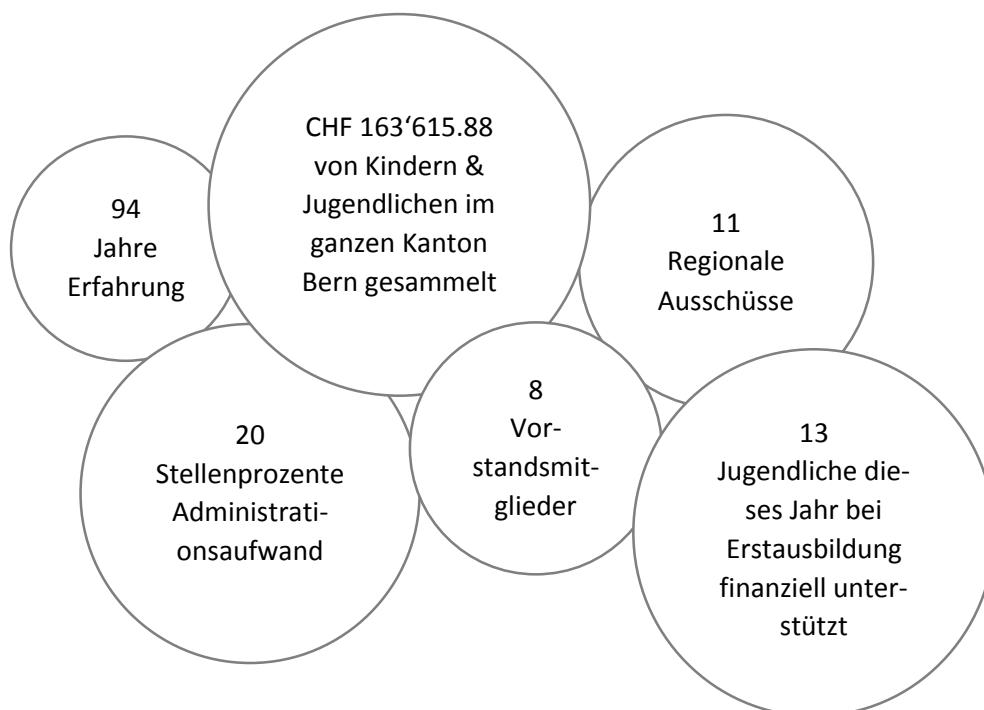 94
Jahre
Erfahrung
CHF 163‘615.88
von Kindern &
Jugendlichen im
ganzen Kanton
Bern gesammelt
11
Regionale
Ausschüsse
20
Stellenprozente
Administrati-
onsaufwand
8
Vor-
standsmit-
glieder
13
Jugendliche die-
ses Jahr bei
Erstausbildung
finanziell unter-
stützt